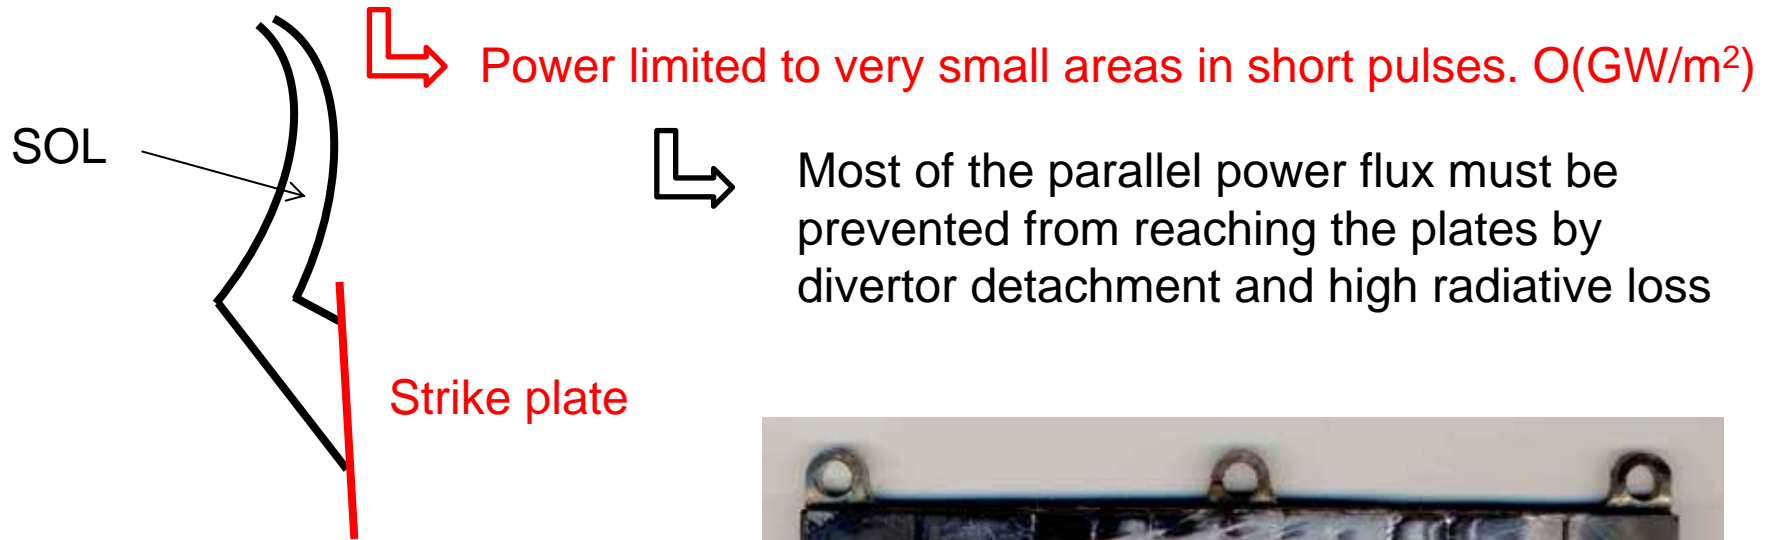 Power limited to very small areas in short pulses. O(GW/m²)
SOL
Most of the parallel power flux must be
prevented from reaching the plates by
divertor detachment and high radiative loss
Strike plate